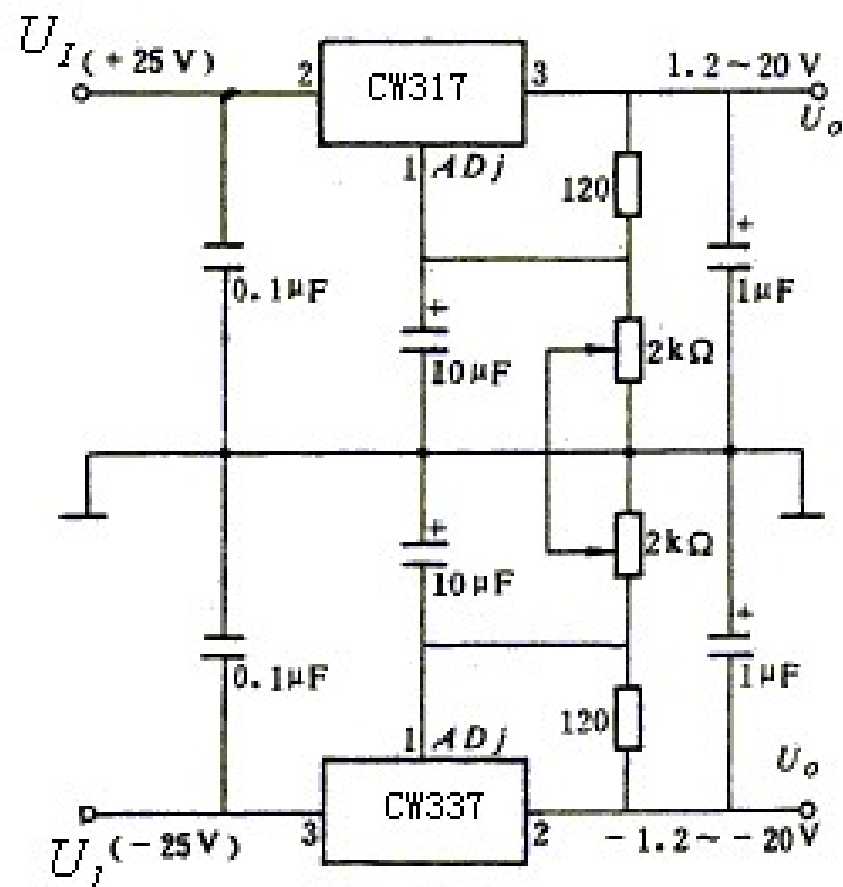 U_I (+25V)
2
CW317
3
1.2~20V
U_o
1 ADj
120
0.1μF
+
1μF
+
10μF
2kΩ
+
10μF
2kΩ
+
0.1μF
1μF
120
1 ADj
U_o
CW337
3
2
U_I (-25V)
-1.2~-20V